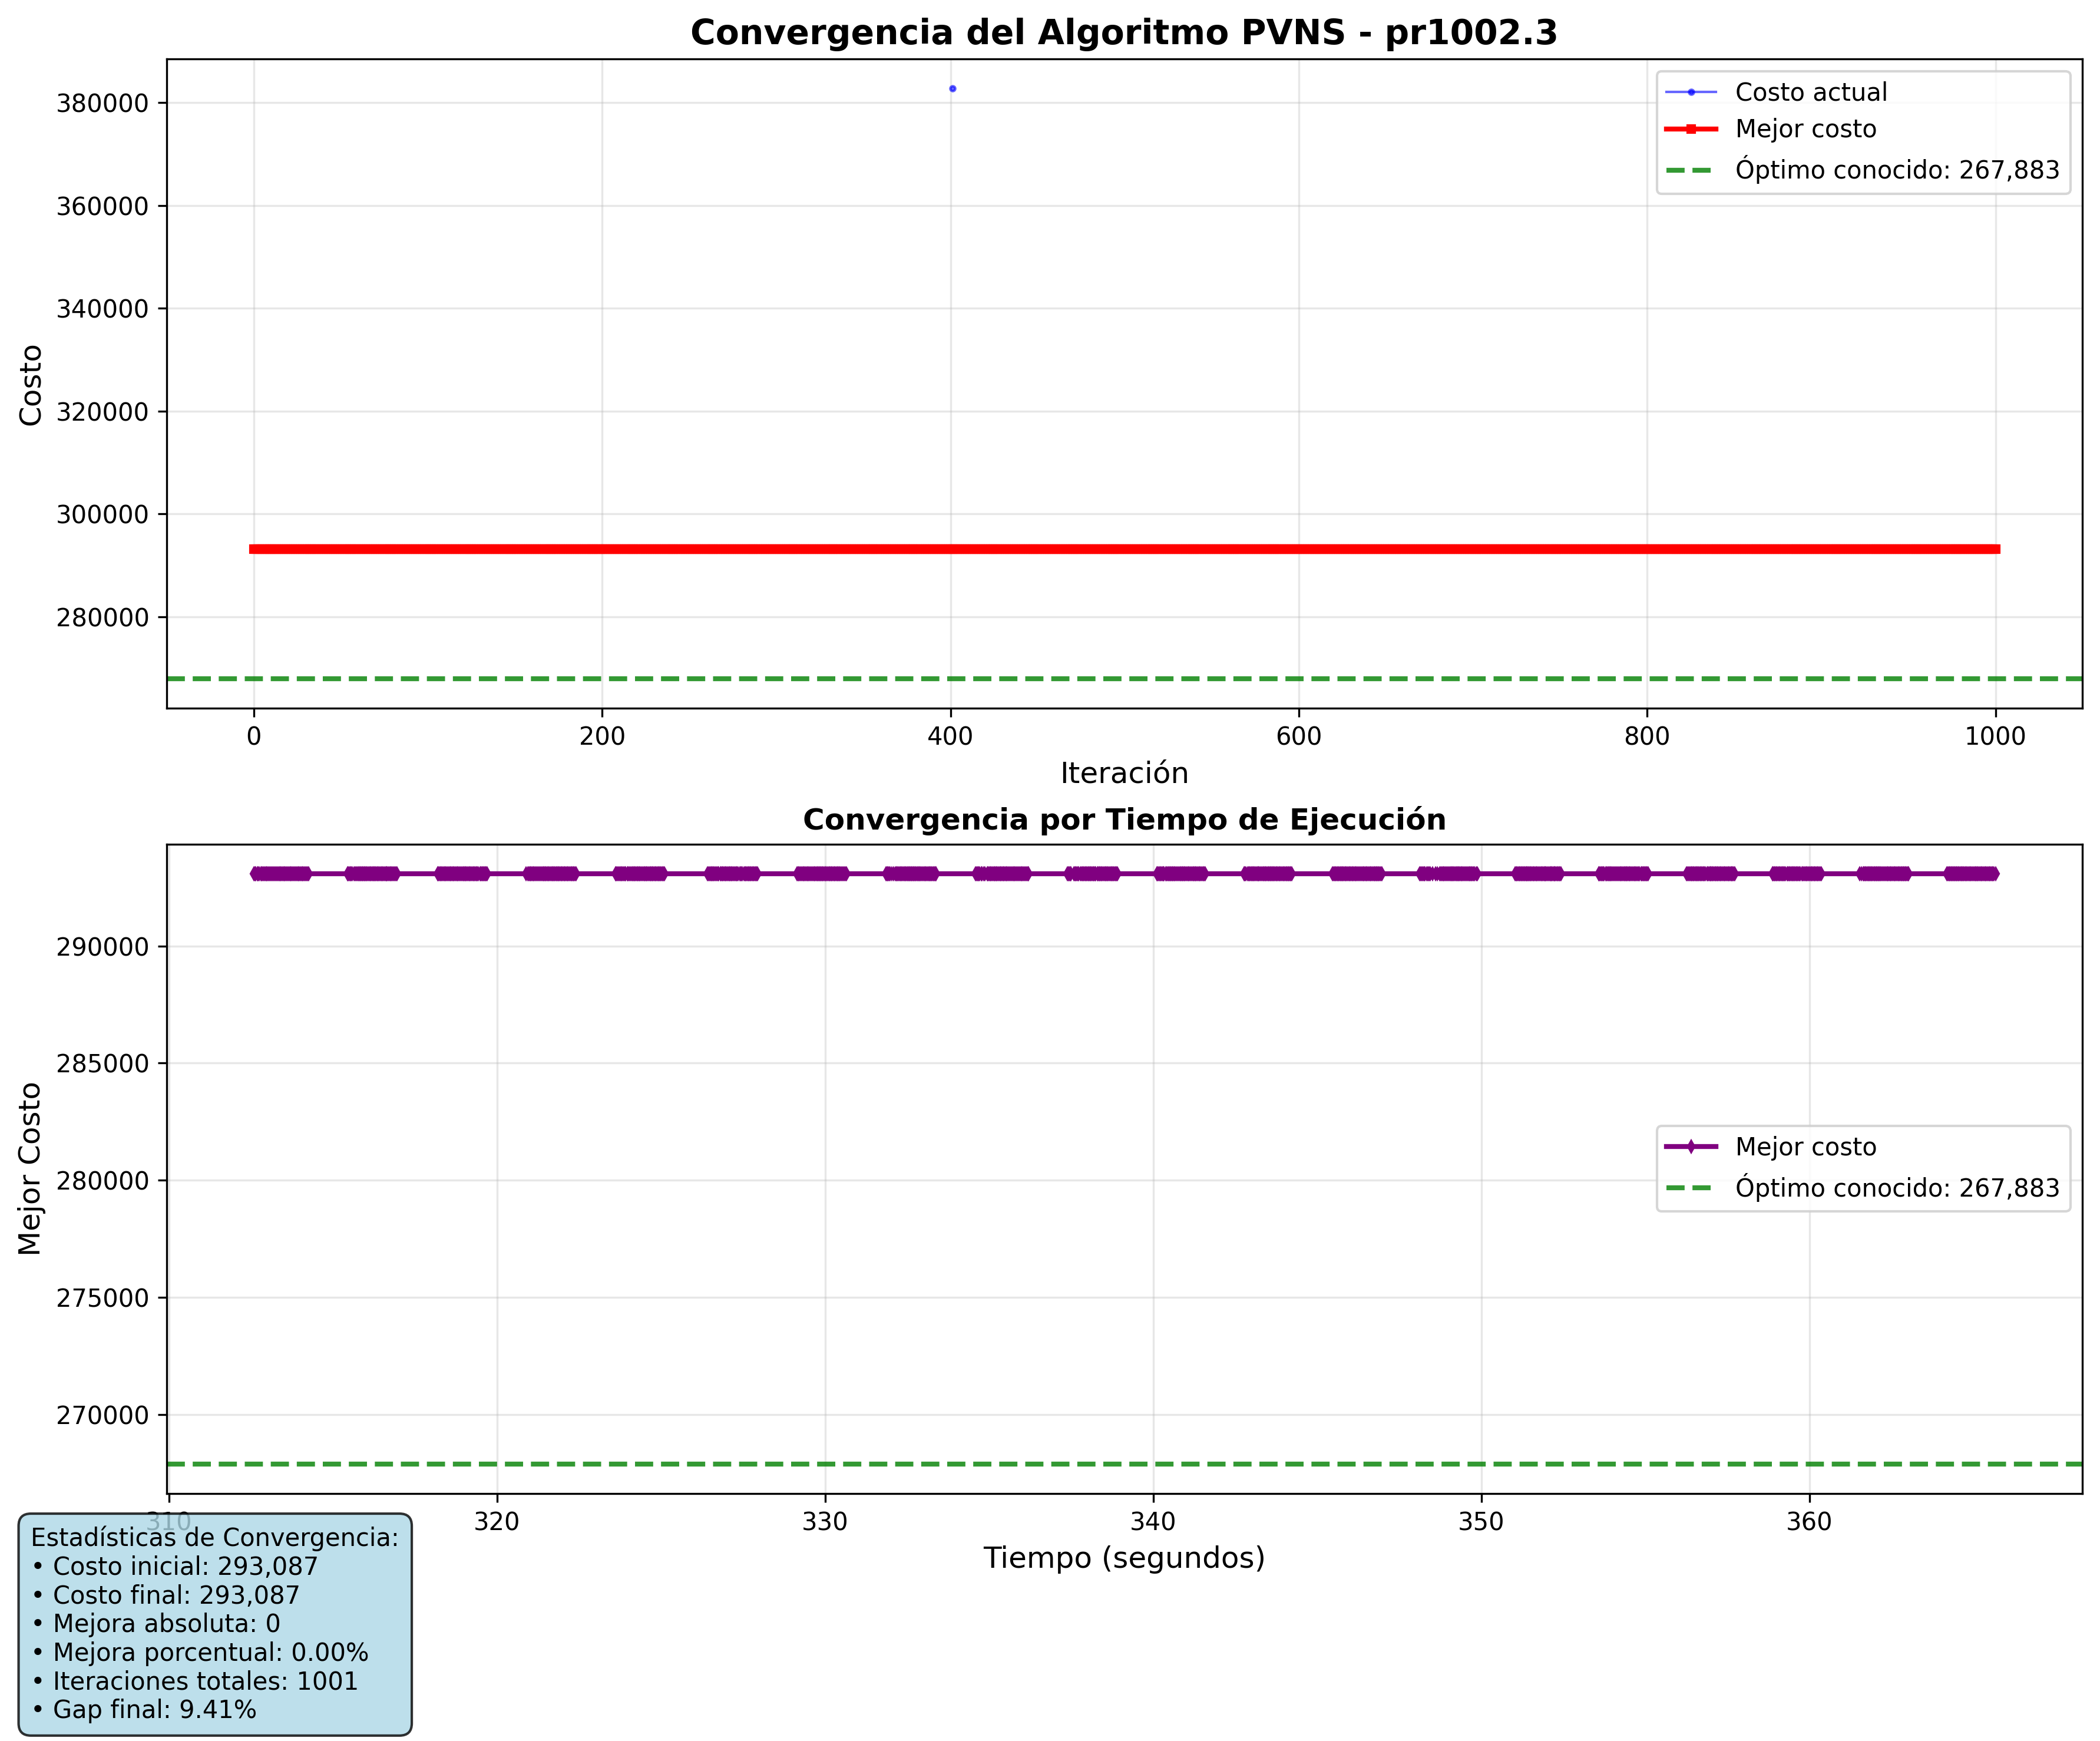 Convergencia del Algoritmo PVNS - pr1002.3
Costo
380000
360000
340000
320000
300000
280000
Costo actual
Mejor costo
Óptimo conocido: 267,883
0 200 400 600 800 1000
Iteración
Convergencia por Tiempo de Ejecución
Mejor Costo
290000
285000
280000
275000
270000
Mejor costo
Óptimo conocido: 267,883
310 320 330 340 350 360
Tiempo (segundos)
Estadísticas de Convergencia:
• Costo inicial: 293,087
• Costo final: 293,087
• Mejora absoluta: 0
• Mejora porcentual: 0.00%
• Iteraciones totales: 1001
• Gap final: 9.41%